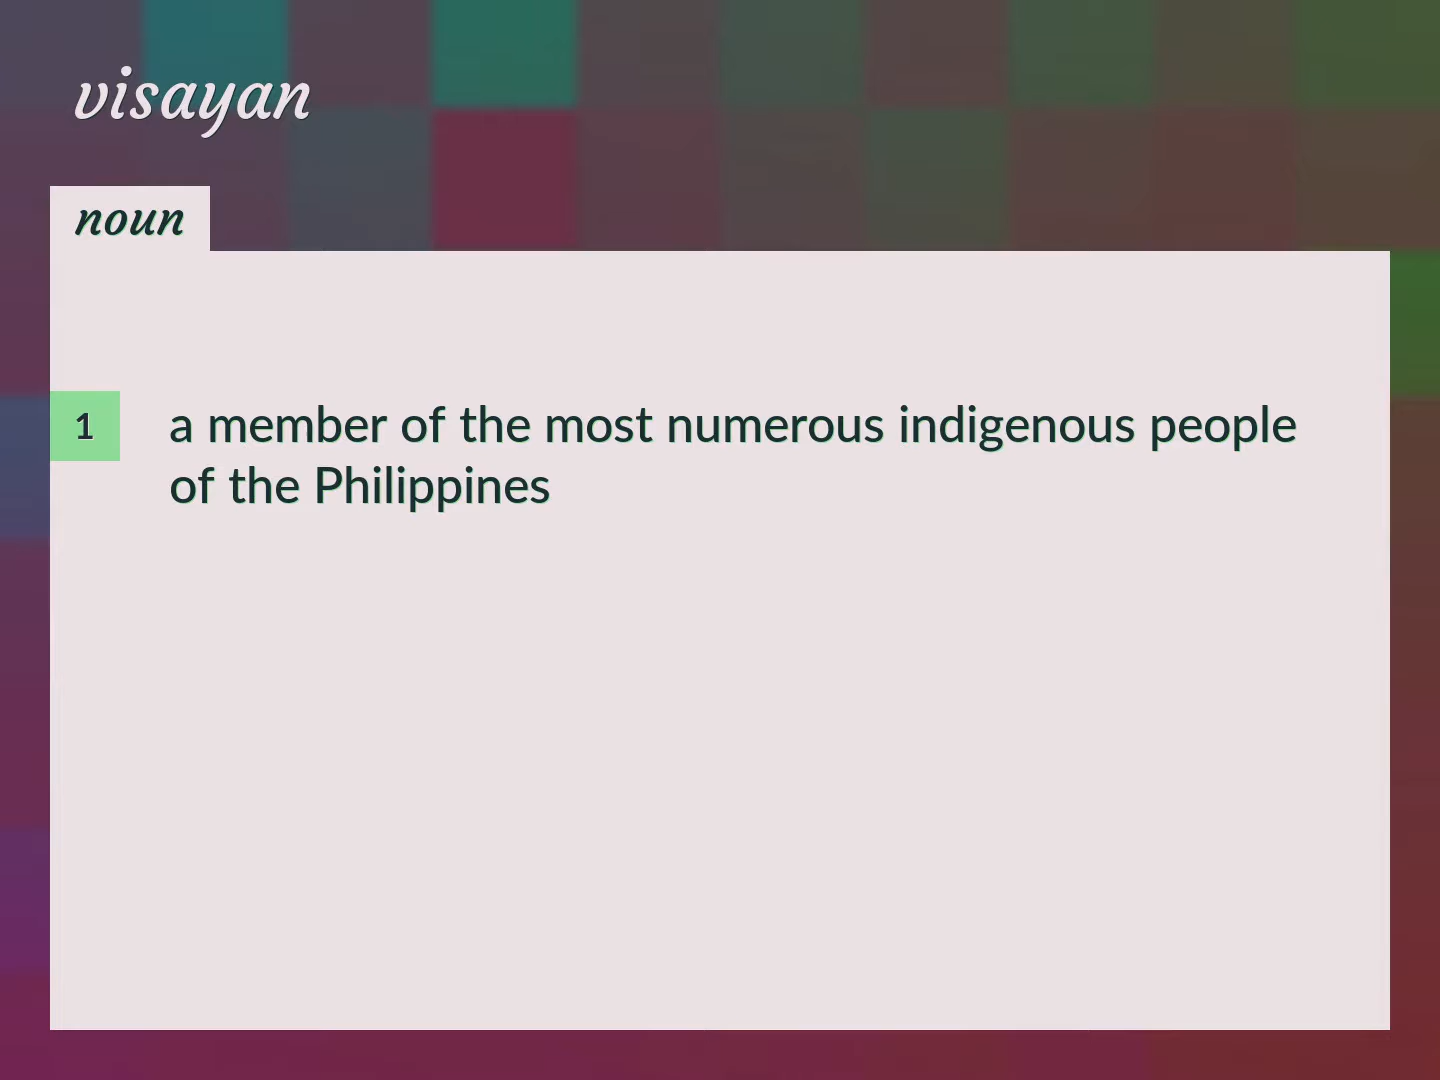 visayan
noun
1
a member of the most numerous indigenous people
of the Philippines